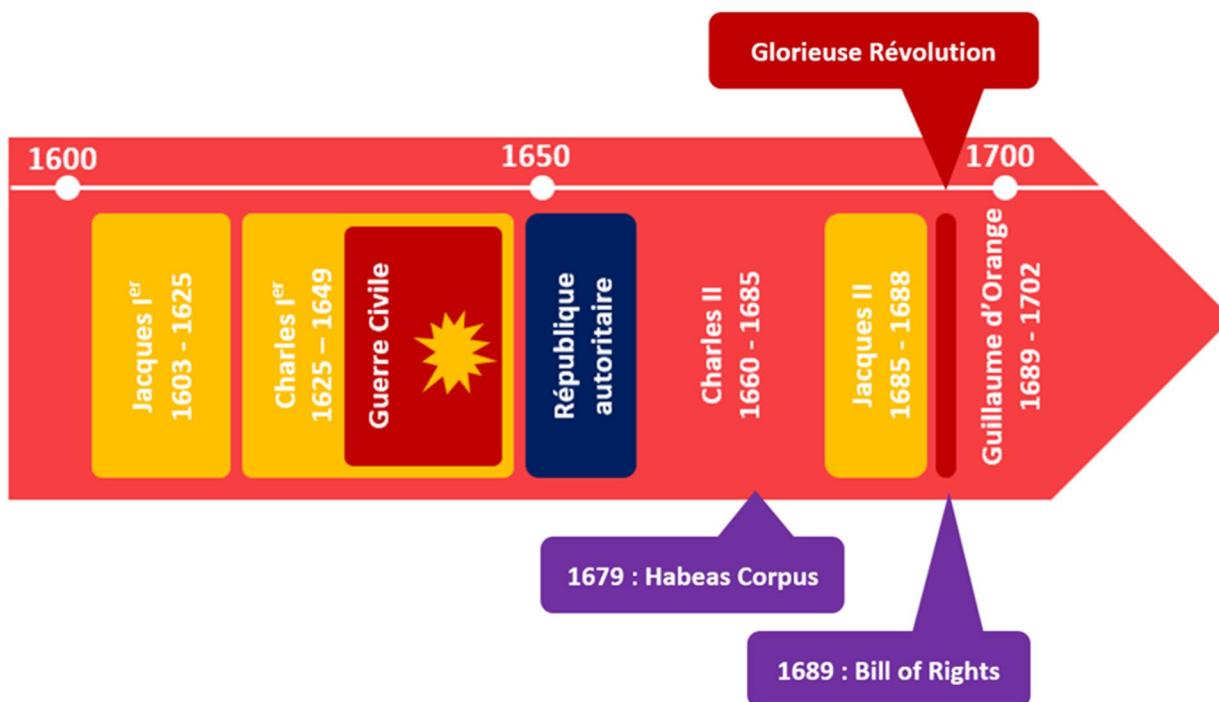 Glorieuse Révolution
1600
1650
1700
Jacques Ier
1603 - 1625
Charles Ier
1625 – 1649
Guerre Civile
République
autoritaire
Charles II
1660 - 1685
Jacques II
1685 - 1688
Guillaume d’Orange
1689 - 1702
1679 : Habeas Corpus
1689 : Bill of Rights